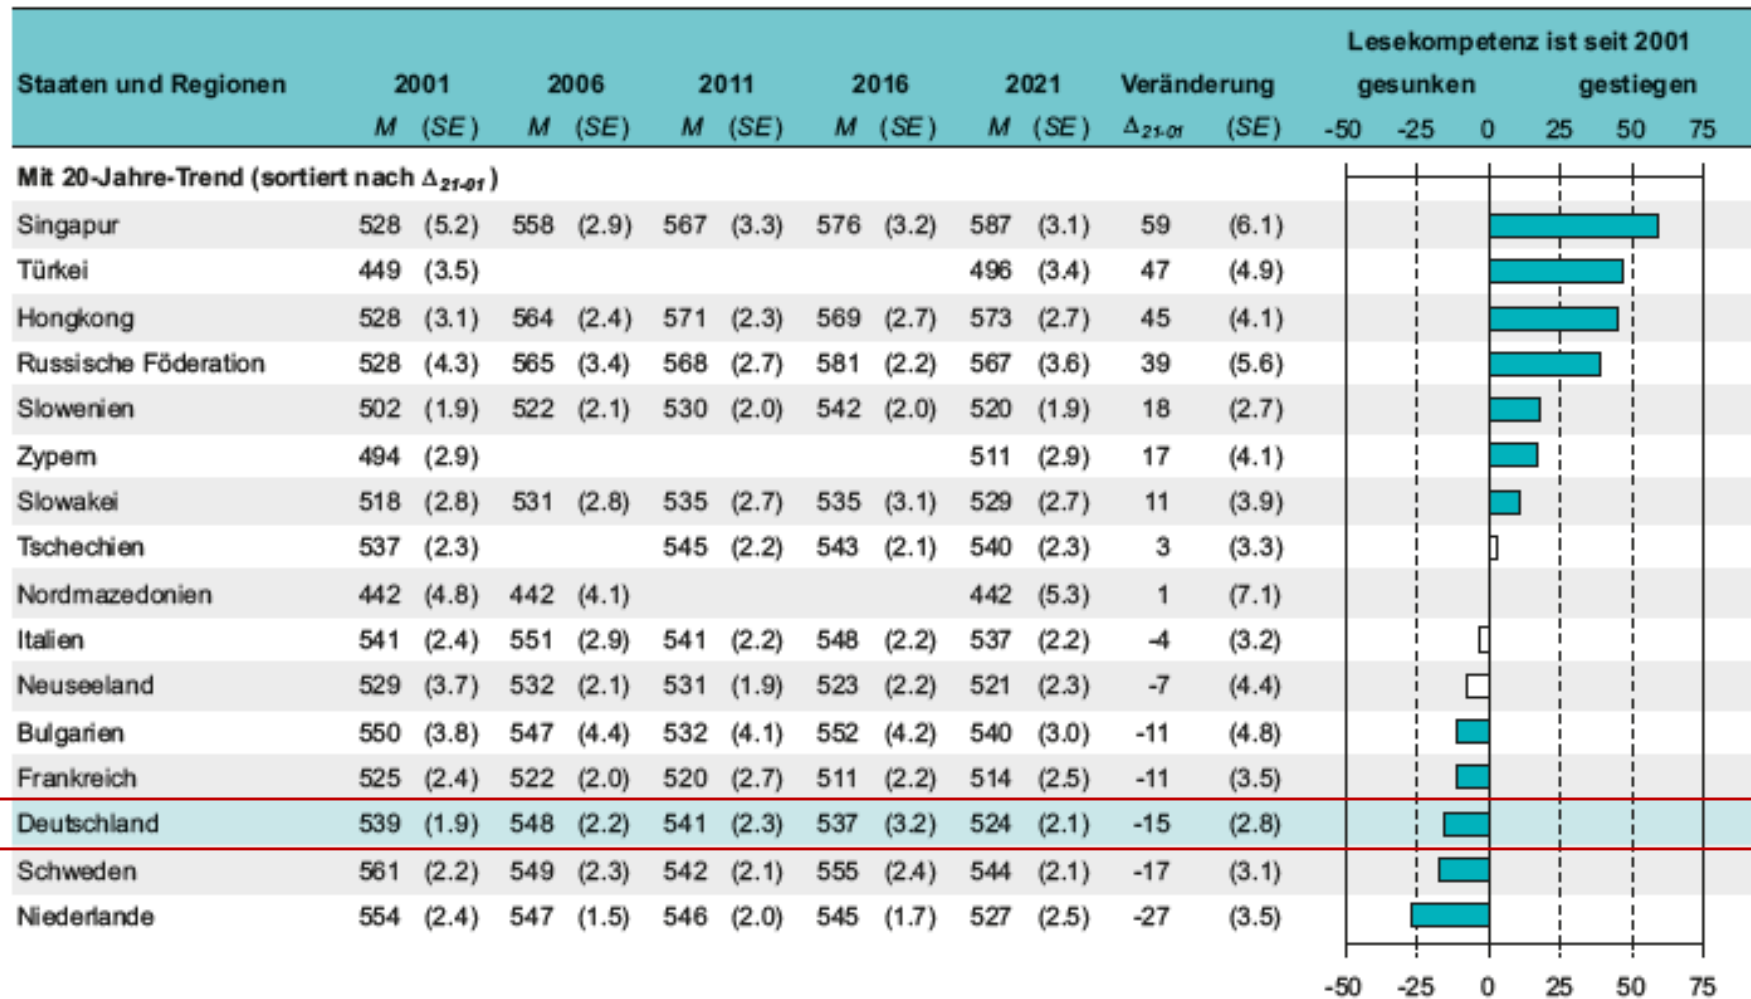 Lesekompetenz ist seit 2001
Staaten und Regionen 2001 2006 2011 2016 2021 Veränderung gesunken gestiegen
M (SE) M (SE) M (SE) M (SE) M (SE) Δ21-01 (SE) -50 -25 0 25 50 75
Mit 20-Jahre-Trend (sortiert nach Δ21-01)
Singapur 528 (5.2) 558 (2.9) 567 (3.3) 576 (3.2) 587 (3.1) 59 (6.1)
Türkei 449 (3.5) 496 (3.4) 47 (4.9)
Hongkong 528 (3.1) 564 (2.4) 571 (2.3) 569 (2.7) 573 (2.7) 45 (4.1)
Russische Föderation 528 (4.3) 565 (3.4) 568 (2.7) 581 (2.2) 567 (3.6) 39 (5.6)
Slowenien 502 (1.9) 522 (2.1) 530 (2.0) 542 (2.0) 520 (1.9) 18 (2.7)
Zypern 494 (2.9) 511 (2.9) 17 (4.1)
Slowakei 518 (2.8) 531 (2.8) 535 (2.7) 535 (3.1) 529 (2.7) 11 (3.9)
Tschechien 537 (2.3) 545 (2.2) 543 (2.1) 540 (2.3) 3 (3.3)
Nordmazedonien 442 (4.8) 442 (4.1) 442 (5.3) 1 (7.1)
Italien 541 (2.4) 551 (2.9) 541 (2.2) 548 (2.2) 537 (2.2) -4 (3.2)
Neuseeland 529 (3.7) 532 (2.1) 531 (1.9) 523 (2.2) 521 (2.3) -7 (4.4)
Bulgarien 550 (3.8) 547 (4.4) 532 (4.1) 552 (4.2) 540 (3.0) -11 (4.8)
Frankreich 525 (2.4) 522 (2.0) 520 (2.7) 511 (2.2) 514 (2.5) -11 (3.5)
Deutschland 539 (1.9) 548 (2.2) 541 (2.3) 537 (3.2) 524 (2.1) -15 (2.8)
Schweden 561 (2.2) 549 (2.3) 542 (2.1) 555 (2.4) 544 (2.1) -17 (3.1)
Niederlande 554 (2.4) 547 (1.5) 546 (2.0) 545 (1.7) 527 (2.5) -27 (3.5)
-50 -25 0 25 50 75